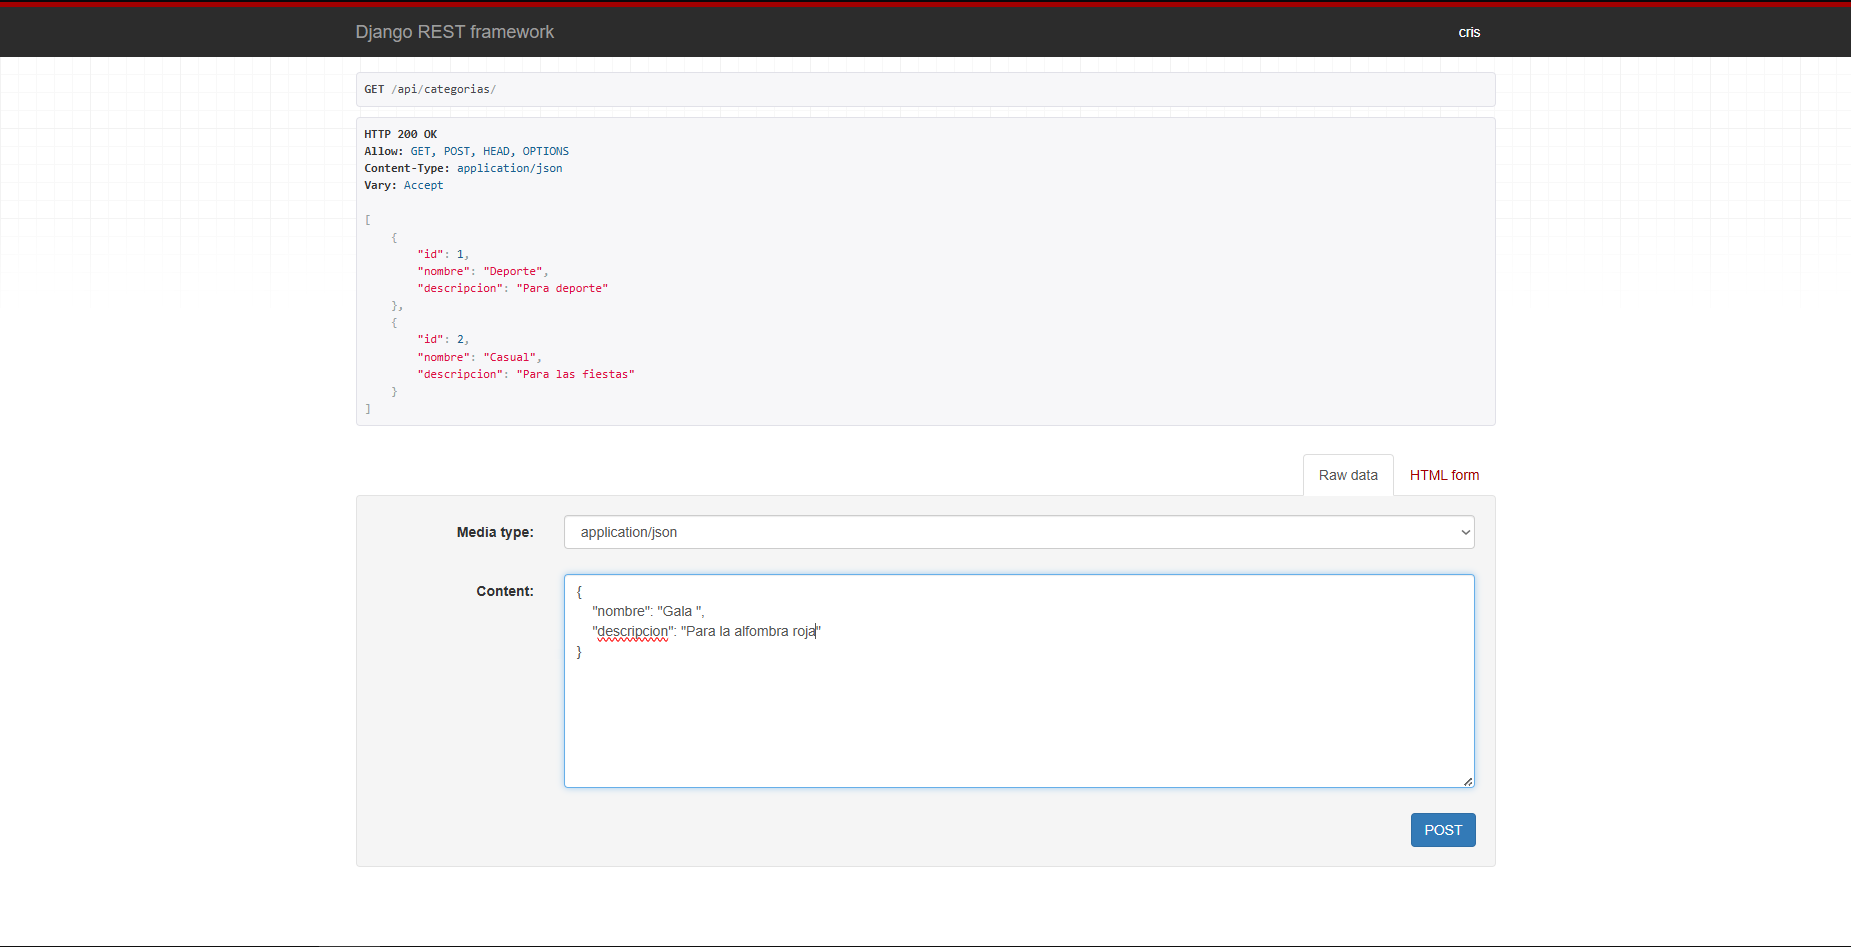 Django REST framework
cris
GET /api/categorias/
HTTP 200 OK
Allow: GET, POST, HEAD, OPTIONS
Content-Type: application/json
Vary: Accept
[
    {
        "id": 1,
        "nombre": "Deporte",
        "descripcion": "Para deporte"
    },
    {
        "id": 2,
        "nombre": "Casual",
        "descripcion": "Para las fiestas"
    }
]
Raw data
HTML form
Media type:
application/json
Content:
{
    "nombre": "Gala ",
    "descripcion": "Para la alfombra roja"
}
POST